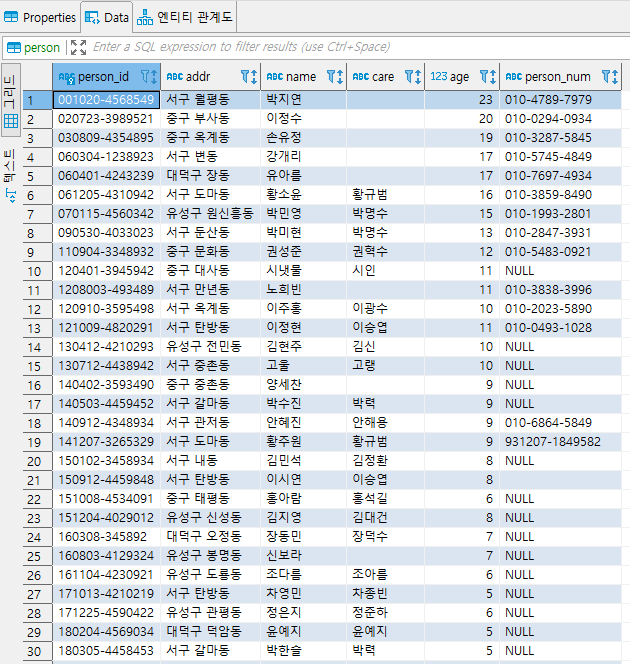 Properties Data 엔티티 관계도
person Enter a SQL expression to filter results (use Ctrl+Space)
그리드
텍스트
ABC person_id ABC addr ABC name ABC care 123 age ABC person_num
1 001020-4568549 서구 월평동 박지연 23 010-4789-7979
2 020723-3989521 중구 부사동 이정수 20 010-0294-0934
3 030809-4354895 중구 옥계동 손유정 19 010-3287-5845
4 060304-1238923 서구 변동 강개리 17 010-5745-4849
5 060401-4243239 대덕구 장동 유아름 17 010-7697-4934
6 061205-4310942 서구 도마동 황소윤 황규범 16 010-3859-8490
7 070115-4560342 유성구 원신흥동 박민영 박명수 15 010-1993-2801
8 090530-4033023 서구 둔산동 박미현 박명수 13 010-2847-3931
9 110904-3348932 중구 문화동 권성준 권혁수 12 010-5483-0921
10 120401-3945942 중구 대사동 시냇물 시인 11 NULL
11 1208003-493489 서구 만년동 노희빈 11 010-3838-3996
12 120910-3595498 서구 옥계동 이주홍 이광수 10 010-2023-5890
13 121009-4820291 서구 탄방동 이정현 이승엽 11 010-0493-1028
14 130412-4210293 유성구 전민동 김현주 김신 10 NULL
15 130712-4438942 서구 중촌동 고울 고랭 10 NULL
16 140402-3593490 중구 중촌동 양세찬 9 NULL
17 140503-4459452 서구 갈마동 박수진 박력 9 NULL
18 140912-4348934 서구 관저동 안혜진 안해용 9 010-6864-5849
19 141207-3265329 서구 도마동 황주원 황규범 9 931207-1849582
20 150102-3458934 서구 내동 김민석 김정환 8 NULL
21 150912-4459848 서구 탄방동 이시연 이승엽 8
22 151008-4534091 중구 태평동 홍아람 홍석길 6 NULL
23 151204-4029012 유성구 신성동 김지영 김대건 8 NULL
24 160308-345892 대덕구 오정동 장동민 장덕수 7 NULL
25 160803-4129324 유성구 봉명동 신보라 7 NULL
26 161104-4230921 유성구 도룡동 조다름 조아름 6 NULL
27 171013-4210219 서구 탄방동 차영민 차종빈 5 NULL
28 171225-4590422 유성구 관평동 정은지 정준하 6 NULL
29 180204-4569034 대덕구 덕암동 윤예지 윤예지 5 NULL
30 180305-4458453 서구 갈마동 박한슬 박력 5 NULL